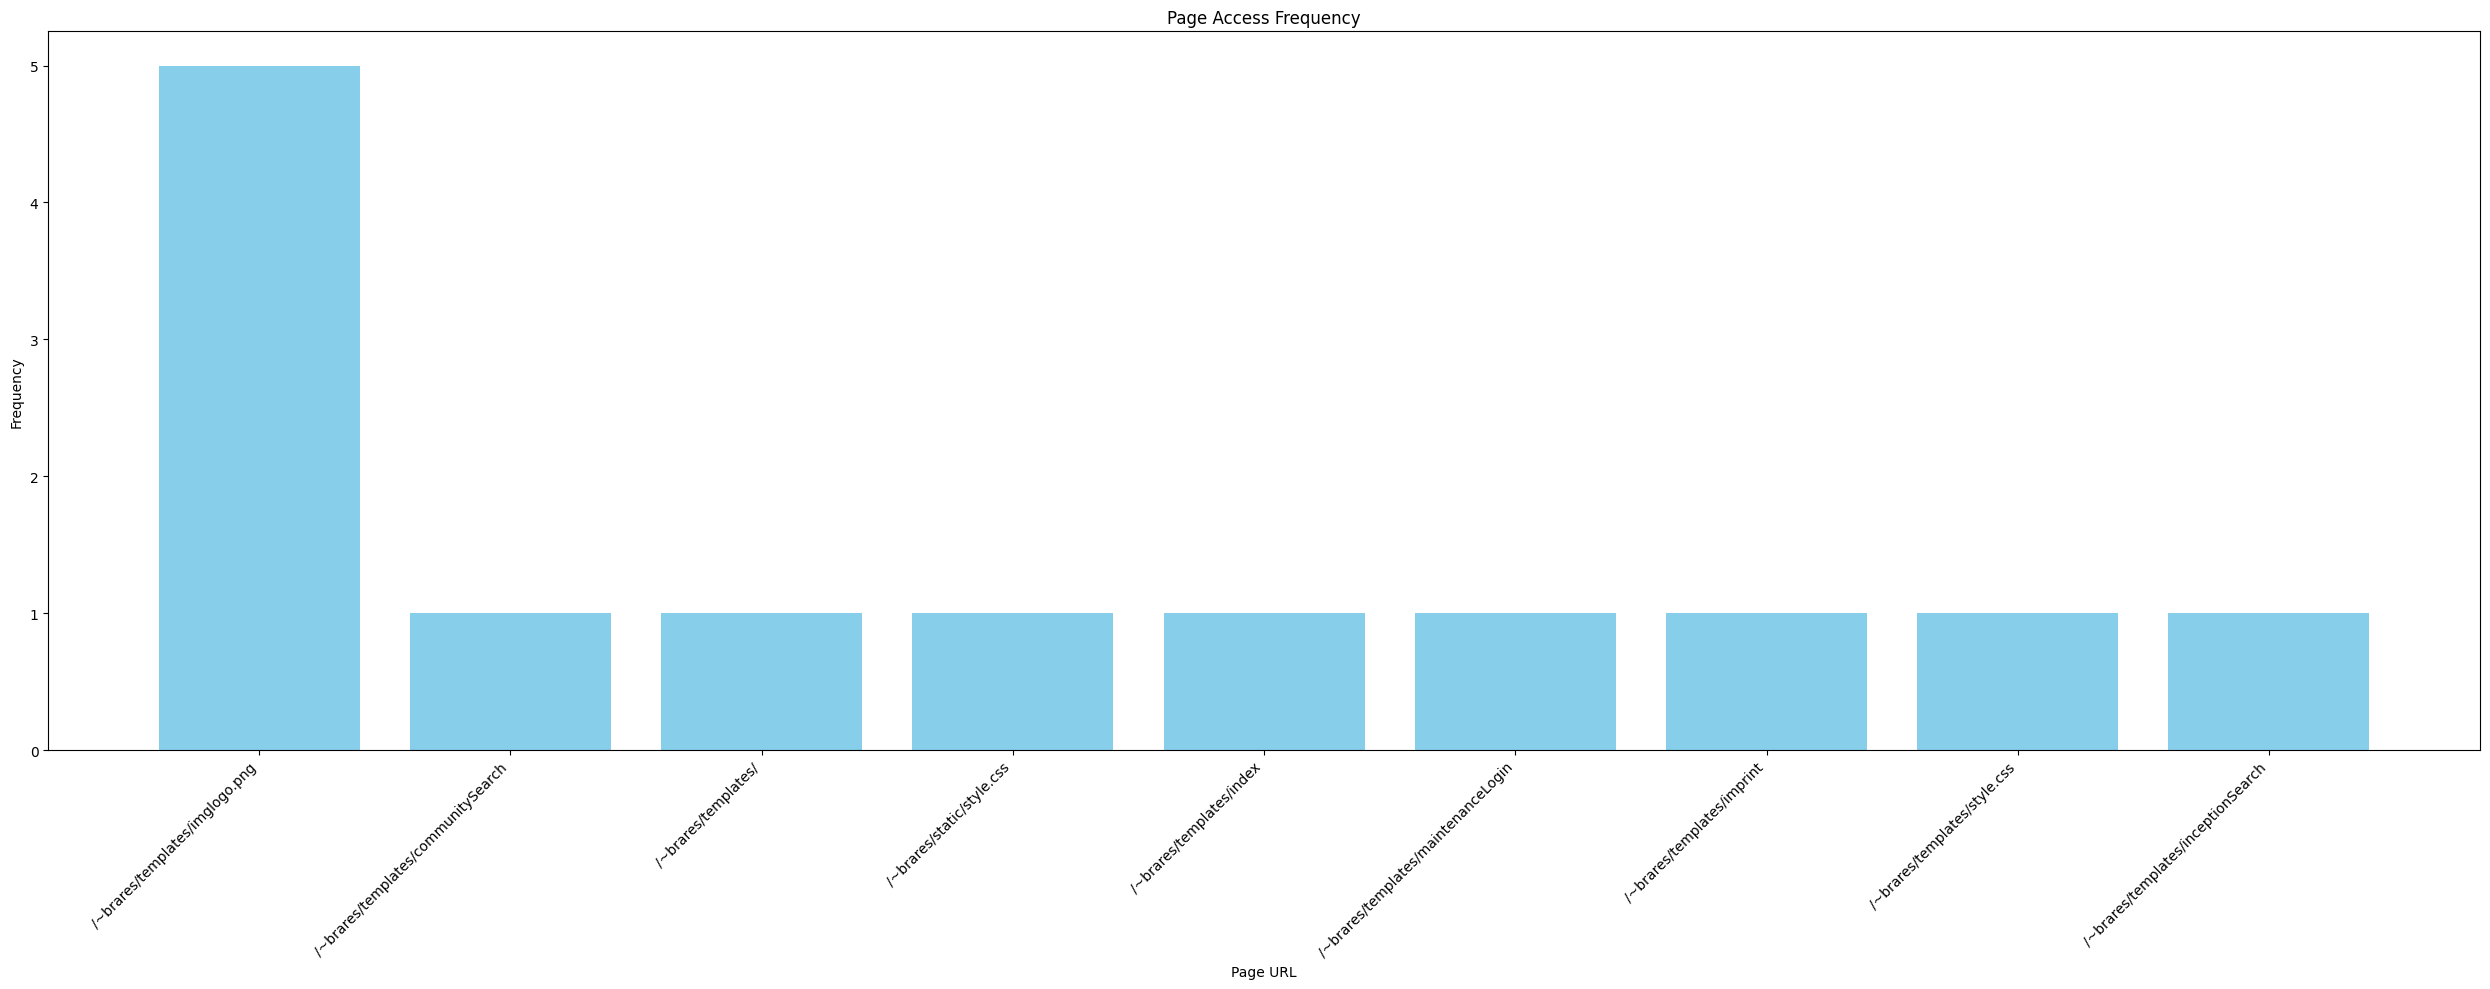 Page Access Frequency
Frequency
5
4
3
2
1
0
/~brares/templates/imglogo.png
/~brares/templates/communitySearch
/~brares/templates/
/~brares/static/style.css
/~brares/templates/index
/~brares/templates/maintenanceLogin
/~brares/templates/imprint
/~brares/templates/style.css
/~brares/templates/inceptionSearch
Page URL